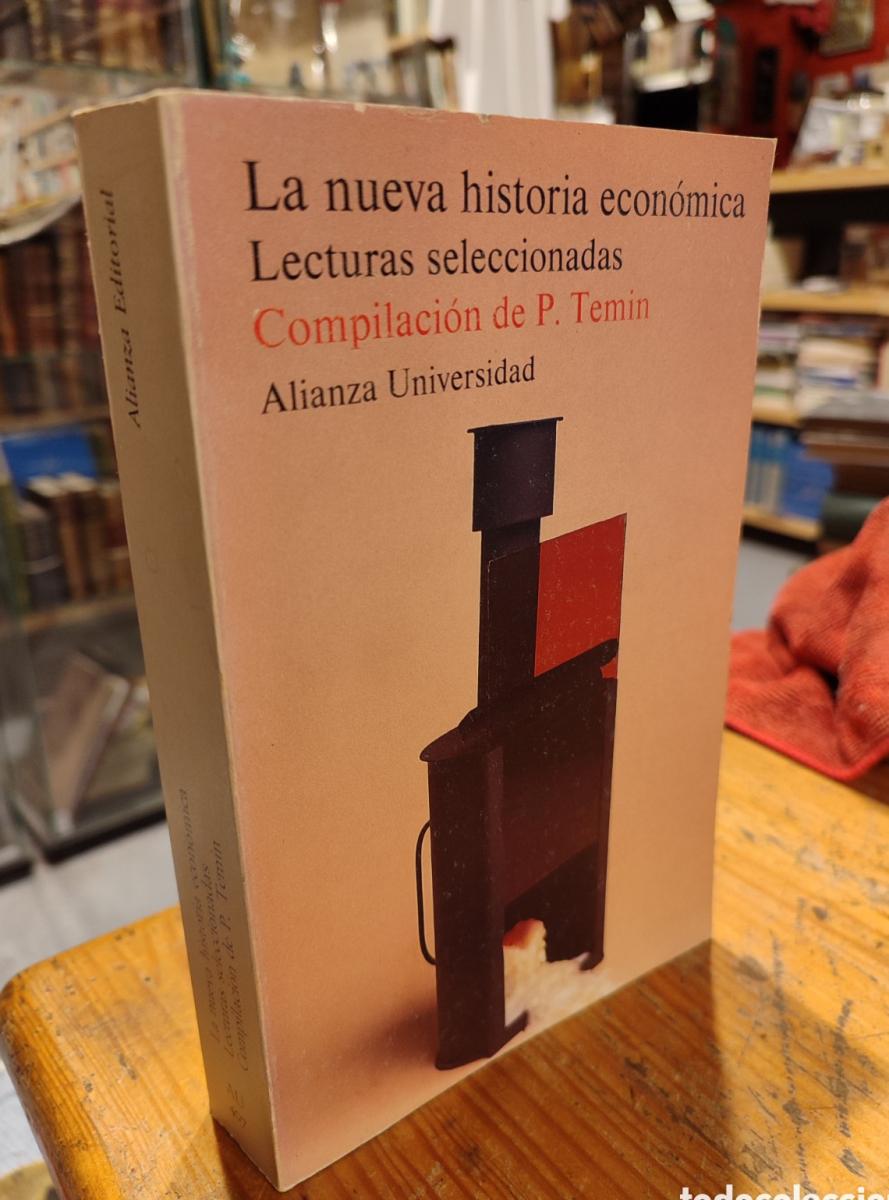 La nueva historia económica
Lecturas seleccionadas
Compilación de P. Temin
Alianza Universidad
Alianza Editorial
La nueva historia económica
Lecturas seleccionadas
Compilación de P. Temin